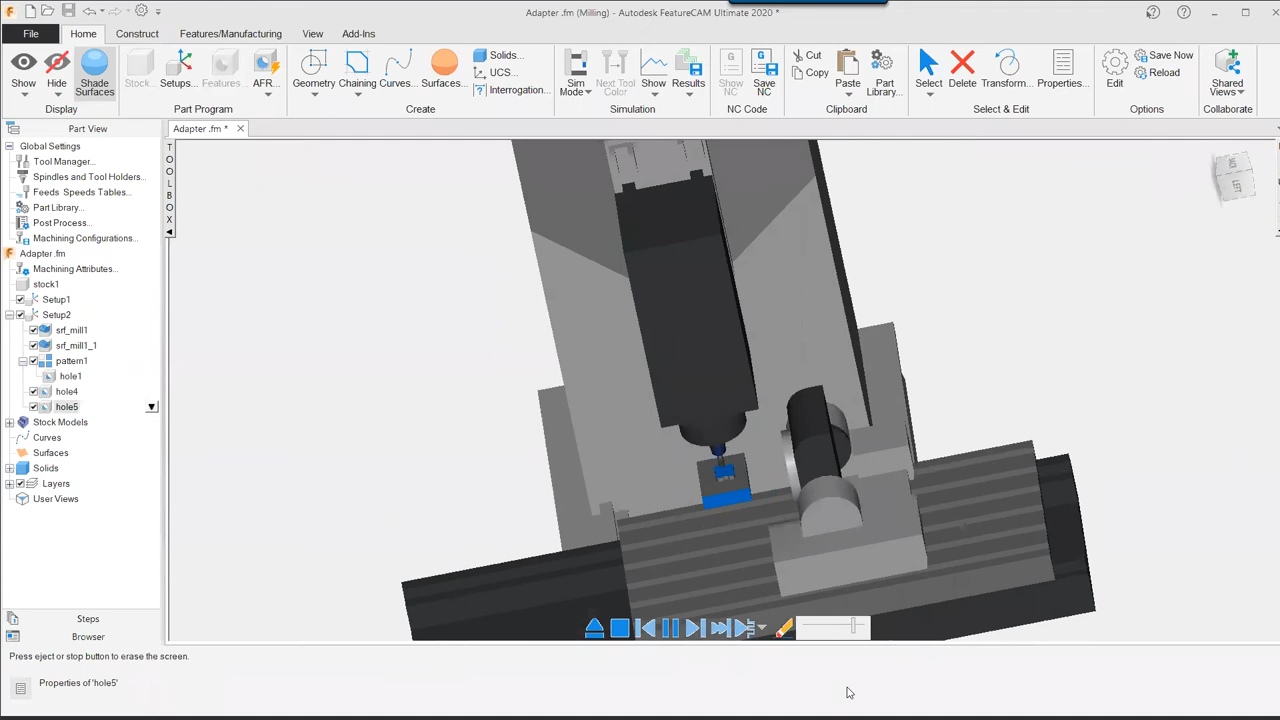 Adapter .fm (Milling) - Autodesk FeatureCAM Ultimate 2020 *
File
Home
Construct
Features/Manufacturing
View
Add-Ins
Show
Hide
Shade Surfaces
Display
Stock...
Setups...
Features...
AFR...
Part Program
Geometry
Chaining
Curves...
Surfaces...
Solids...
UCS...
Interrogation...
Create
Sim Mode
Next Tool Color
Show
Results
Simulation
Show NC
Save NC
NC Code
Cut
Copy
Paste
Part Library...
Clipboard
Select
Delete
Transform...
Properties...
Select & Edit
Edit
Save Now
Reload
Options
Shared Views
Collaborate
Part View
Adapter .fm *
TOOLBOX
Global Settings
Tool Manager...
Spindles and Tool Holders...
Feeds Speeds Tables...
Part Library...
Post Process...
Machining Configurations...
Adapter .fm
Machining Attributes...
stock1
Setup1
Setup2
srf_mill1
srf_mill1_1
pattern1
hole1
hole4
hole5
Stock Models
Curves
Surfaces
Solids
Layers
User Views
Steps
Browser
Press eject or stop button to erase the screen.
Properties of 'hole5'